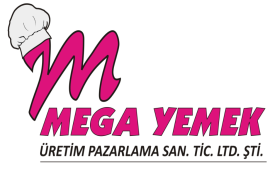 m
MEGA YEMEK
ÜRETİM PAZARLAMA SAN. TİC. LTD. ŞTİ.